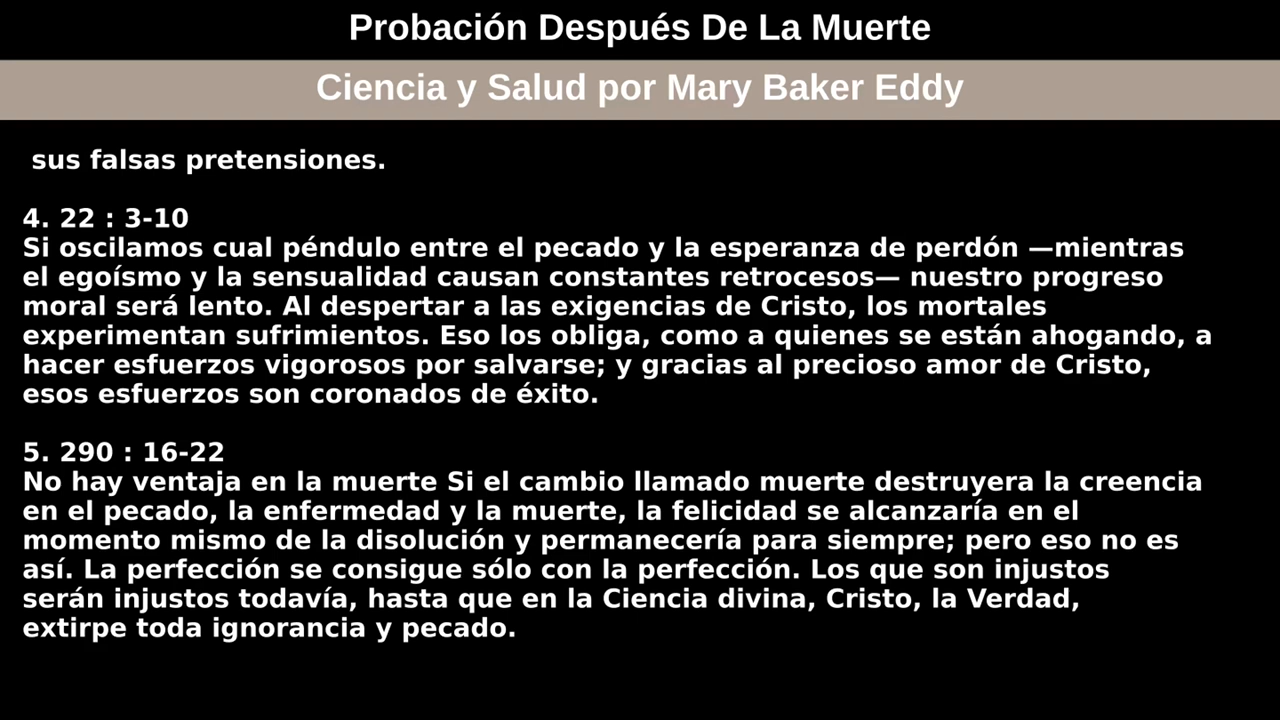 Probación Después De La Muerte
Ciencia y Salud por Mary Baker Eddy
sus falsas pretensiones.
4. 22 : 3-10
Si oscilamos cual péndulo entre el pecado y la esperanza de perdón —mientras
el egoísmo y la sensualidad causan constantes retrocesos— nuestro progreso
moral será lento. Al despertar a las exigencias de Cristo, los mortales
experimentan sufrimientos. Eso los obliga, como a quienes se están ahogando, a
hacer esfuerzos vigorosos por salvarse; y gracias al precioso amor de Cristo,
esos esfuerzos son coronados de éxito.
5. 290 : 16-22
No hay ventaja en la muerte Si el cambio llamado muerte destruyera la creencia
en el pecado, la enfermedad y la muerte, la felicidad se alcanzaría en el
momento mismo de la disolución y permanecería para siempre; pero eso no es
así. La perfección se consigue sólo con la perfección. Los que son injustos
serán injustos todavía, hasta que en la Ciencia divina, Cristo, la Verdad,
extirpe toda ignorancia y pecado.